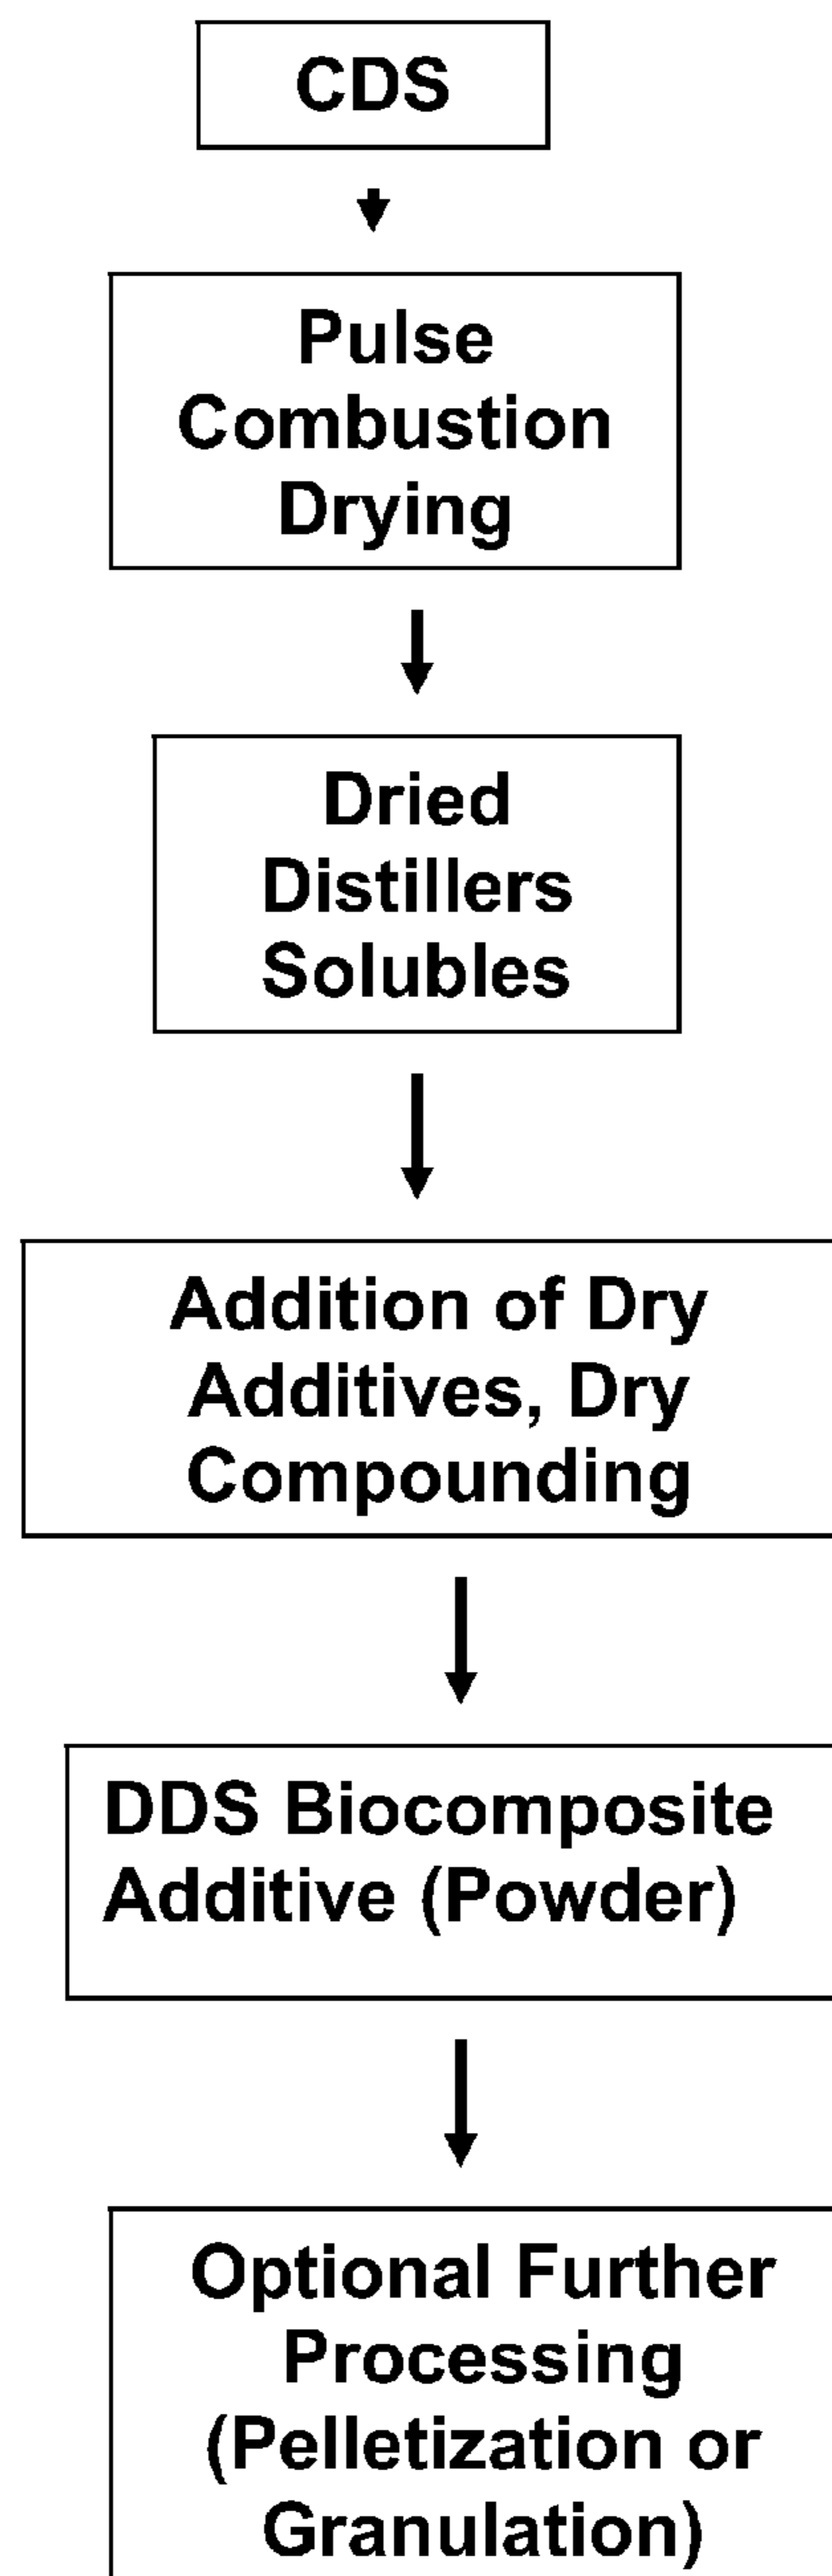 CDS
Pulse
Combustion
Drying
Dried
Distillers
Solubles
Addition of Dry
Additives, Dry
Compounding
DDS Biocomposite
Additive (Powder)
Optional Further
Processing
(Pelletization or
Granulation)